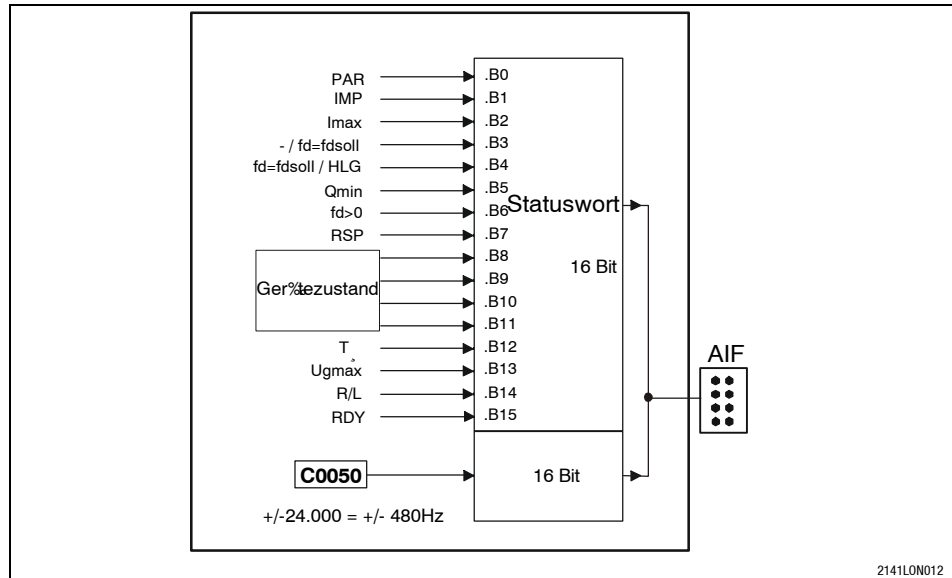 PAR .B0
IMP .B1
Imax .B2
- / fd=fdsoll .B3
fd=fdsoll / HLG .B4
Qmin .B5
fd>0 .B6
Statuswort
RSP .B7
.B8
16 Bit
Ger‰tezustand
.B9
.B10
.B11
T¸ .B12
AIF
Ugmax .B13
R/L .B14
RDY .B15
C0050 16 Bit
+/-24.000 = +/- 480Hz
2141LON012